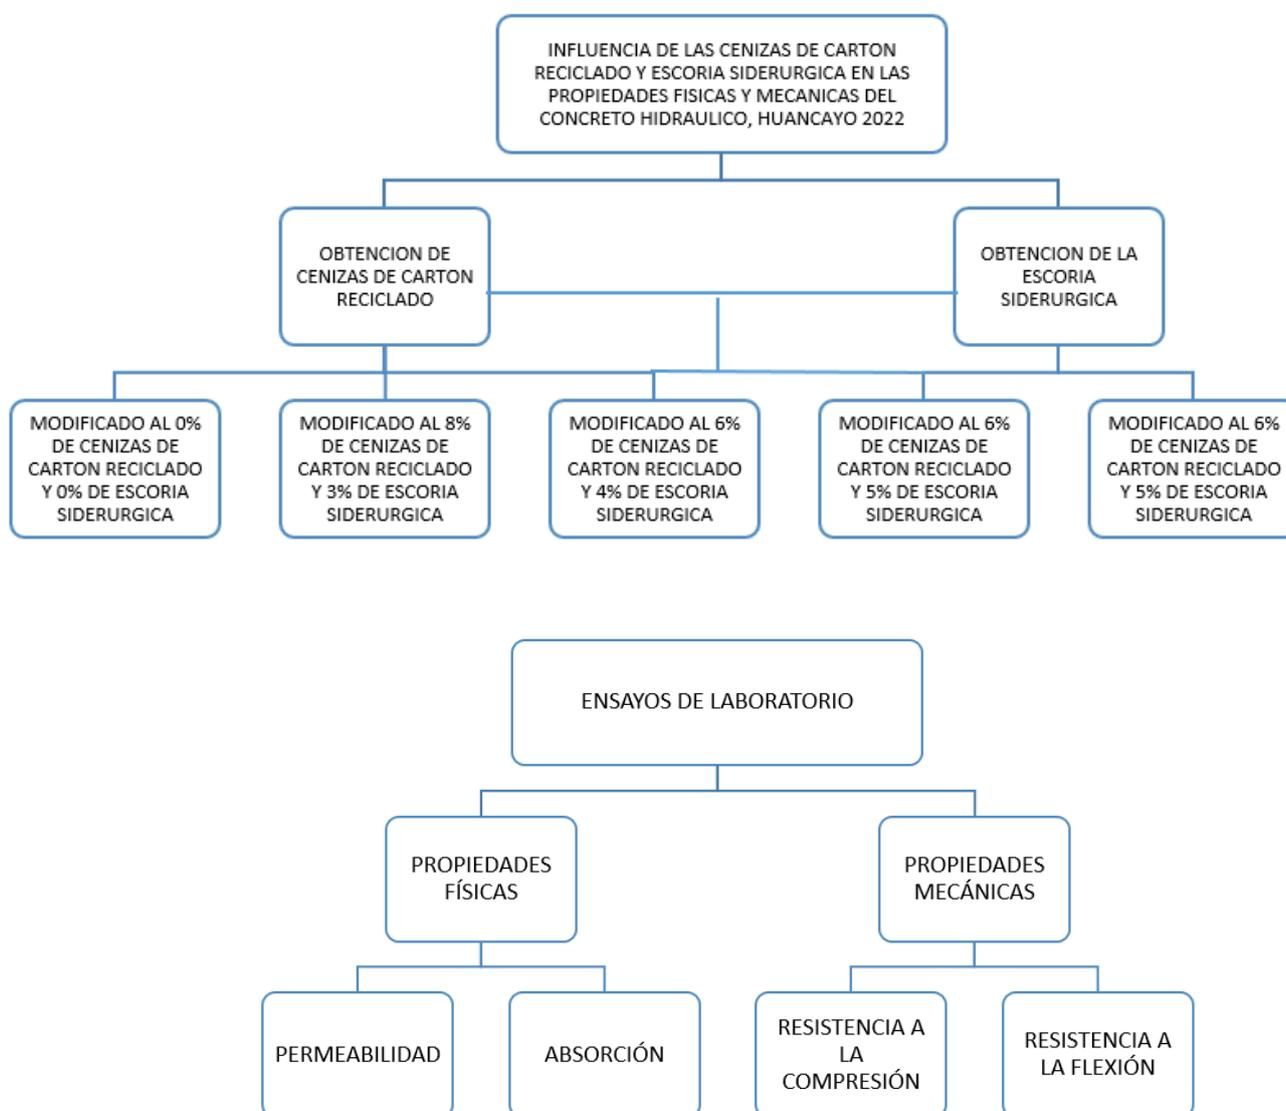 INFLUENCIA DE LAS CENIZAS DE CARTON
RECICLADO Y ESCORIA SIDERURGICA EN LAS
PROPIEDADES FISICAS Y MECANICAS DEL
CONCRETO HIDRAULICO, HUANCAYO 2022
OBTENCION DE
CENIZAS DE CARTON
RECICLADO
OBTENCION DE LA
ESCORIA
SIDERURGICA
MODIFICADO AL 0%
DE CENIZAS DE
CARTON RECICLADO
Y 0% DE ESCORIA
SIDERURGICA
MODIFICADO AL 8%
DE CENIZAS DE
CARTON RECICLADO
Y 3% DE ESCORIA
SIDERURGICA
MODIFICADO AL 6%
DE CENIZAS DE
CARTON RECICLADO
Y 4% DE ESCORIA
SIDERURGICA
MODIFICADO AL 6%
DE CENIZAS DE
CARTON RECICLADO
Y 5% DE ESCORIA
SIDERURGICA
MODIFICADO AL 6%
DE CENIZAS DE
CARTON RECICLADO
Y 5% DE ESCORIA
SIDERURGICA
ENSAYOS DE LABORATORIO
PROPIEDADES
FÍSICAS
PROPIEDADES
MECÁNICAS
PERMEABILIDAD
ABSORCIÓN
RESISTENCIA A
LA
COMPRESIÓN
RESISTENCIA A
LA FLEXIÓN